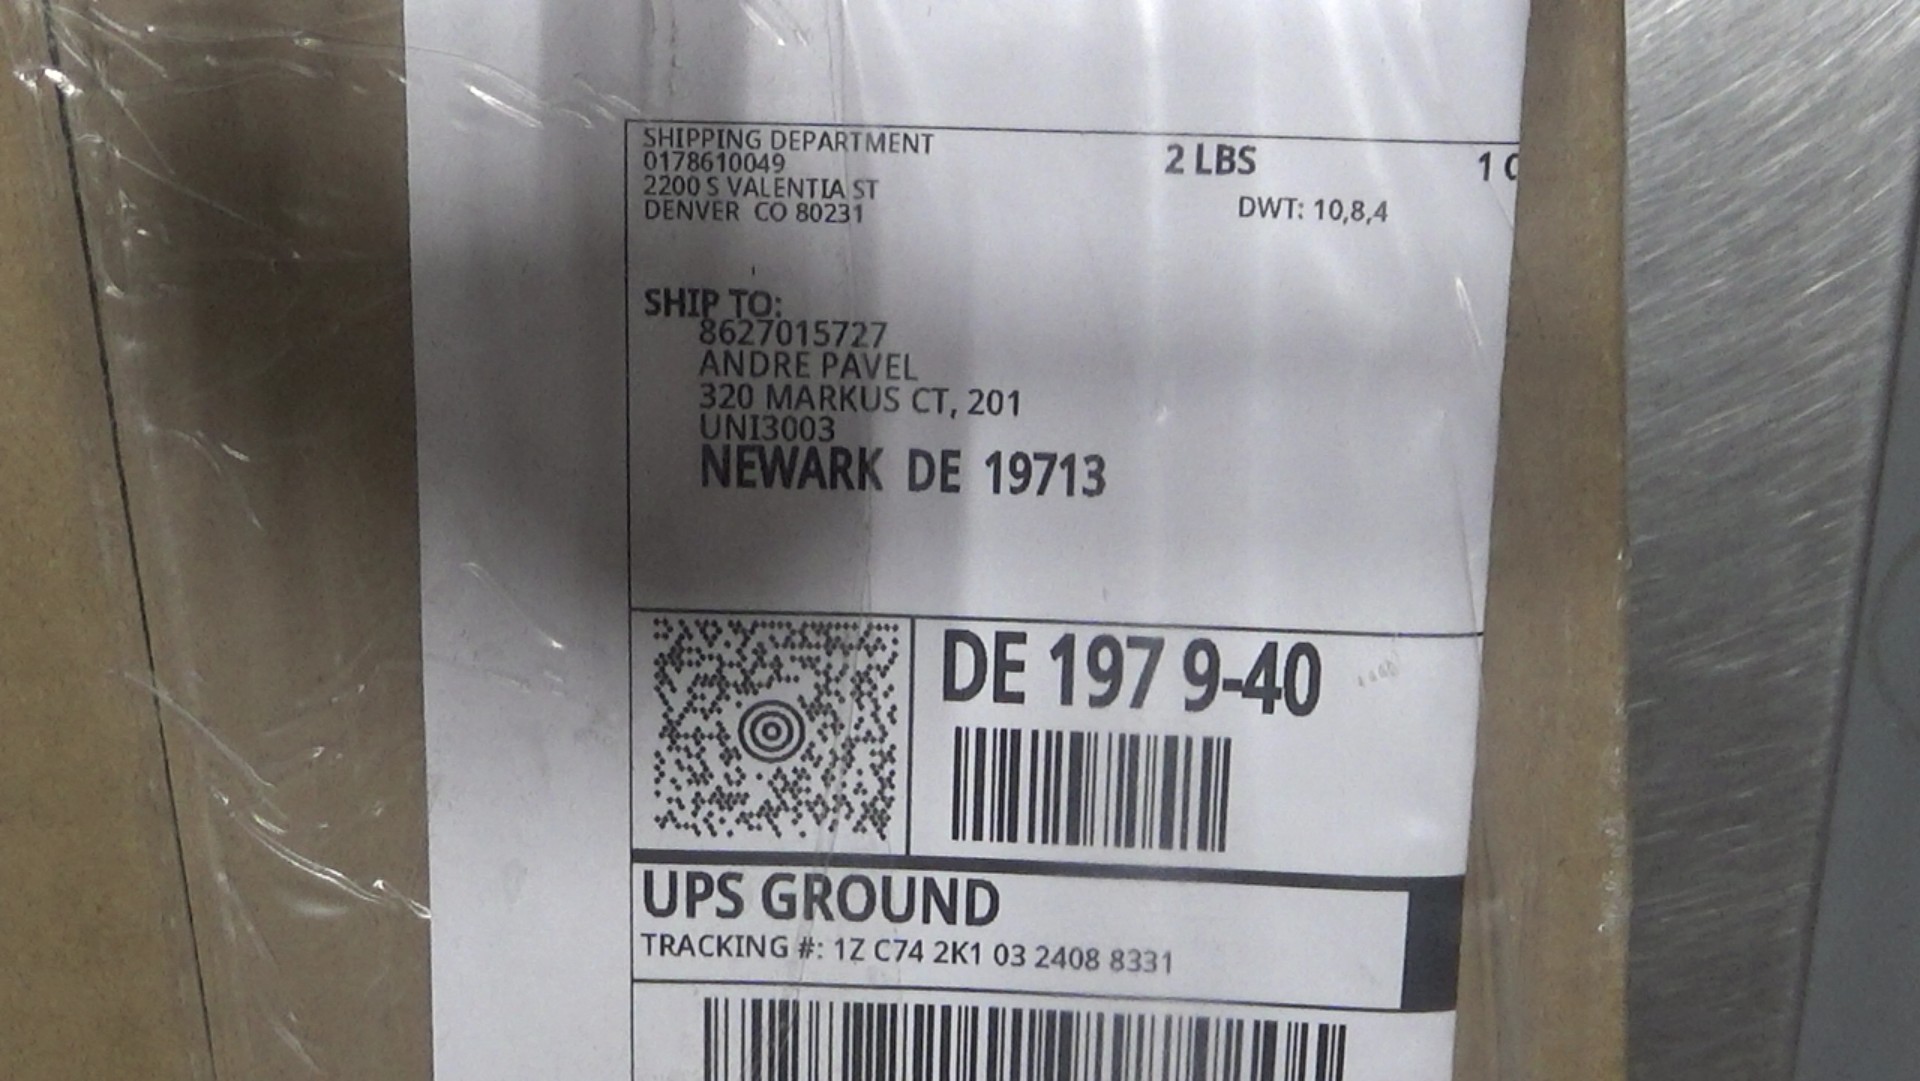 SHIPPING DEPARTMENT
0178610049
2200 S VALENTIA ST
DENVER CO 80231
2 LBS
1
DWT: 10,8,4
SHIP TO:
8627015727
ANDRE PAVEL
320 MARKUS CT, 201
UNI3003
NEWARK DE 19713
DE 197 9-40
UPS GROUND
TRACKING #: 1Z C74 2K1 03 2408 8331